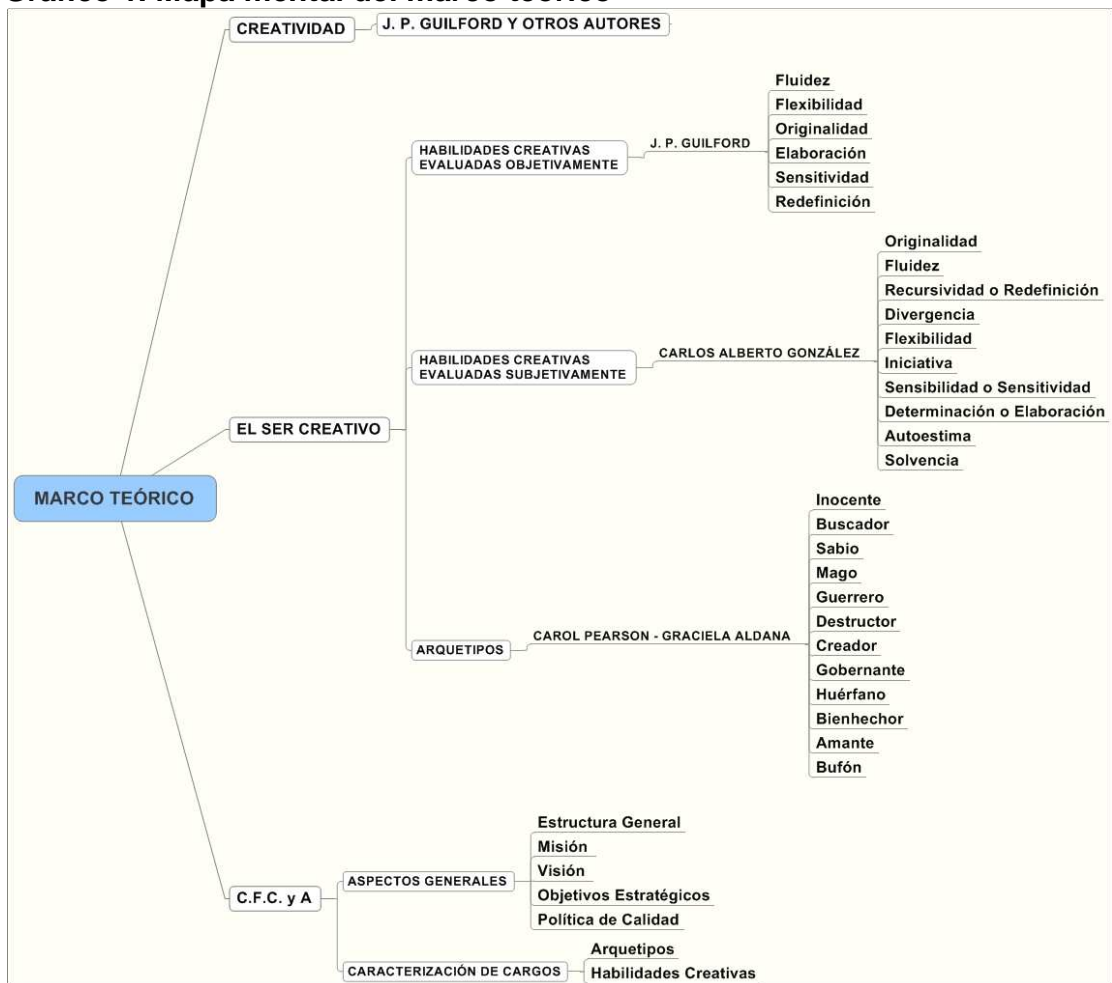 CREATIVIDAD
J. P. GUILFORD Y OTROS AUTORES
Fluidez
Flexibilidad
Originalidad
Elaboración
Sensitividad
Redefinición
HABILIDADES CREATIVAS
EVALUADAS OBJETIVAMENTE
J. P. GUILFORD
Originalidad
Fluidez
Recursividad o Redefinición
Divergencia
Flexibilidad
Iniciativa
Sensibilidad o Sensitividad
Determinación o Elaboración
Autoestima
Solvencia
HABILIDADES CREATIVAS
EVALUADAS SUBJETIVAMENTE
CARLOS ALBERTO GONZÁLEZ
EL SER CREATIVO
MARCO TEÓRICO
Inocente
Buscador
Sabio
Mago
Guerrero
Destructor
Creador
Gobernante
Huérfano
Bienhechor
Amante
Bufón
ARQUETIPOS
CAROL PEARSON - GRACIELA ALDANA
Estructura General
Misión
Visión
Objetivos Estratégicos
Política de Calidad
ASPECTOS GENERALES
C.F.C. y A
CARACTERIZACIÓN DE CARGOS
Arquetipos
Habilidades Creativas